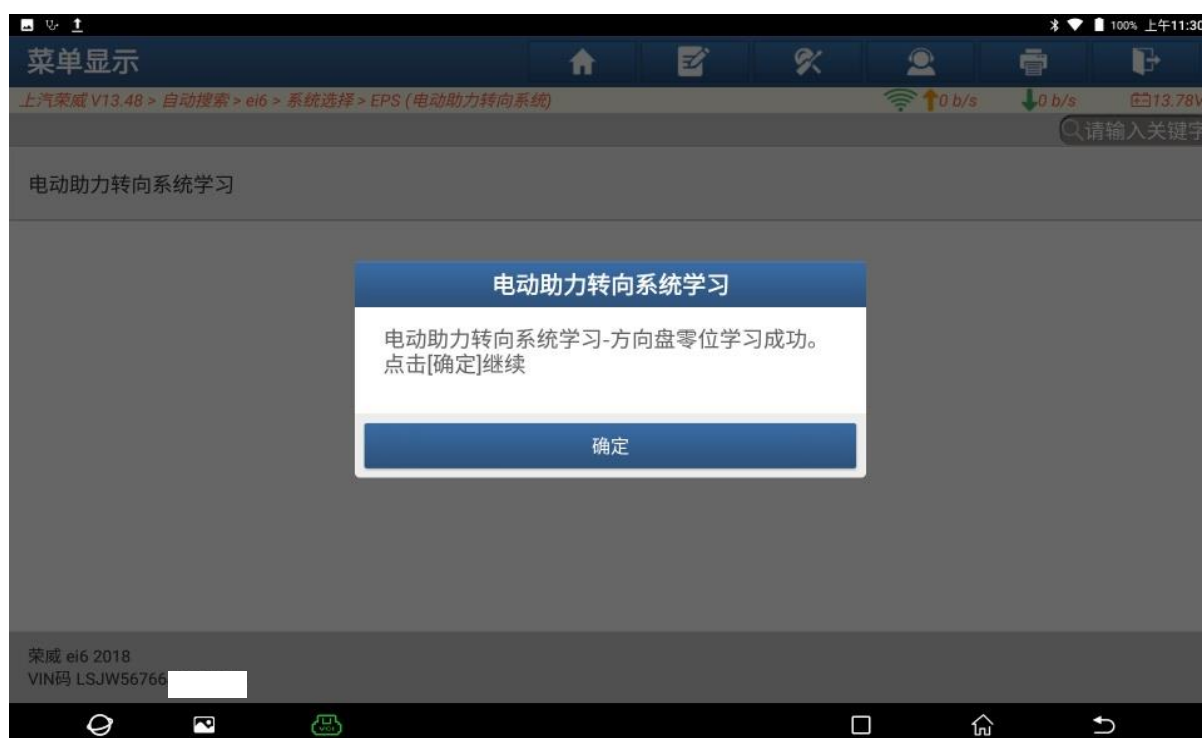 100% 上午11:30
菜单显示
上汽荣威 V13.48 > 自动搜索 > ei6 > 系统选择 > EPS (电动助力转向系统)
0 b/s
0 b/s
13.78V
请输入关键字
电动助力转向系统学习
电动助力转向系统学习
电动助力转向系统学习-方向盘零位学习成功。
点击[确定]继续
确定
荣威 ei6 2018
VIN码 LSJW56766
VCI